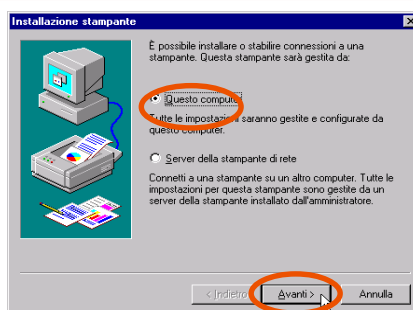 Installazione stampante
È possibile installare o stabilire connessioni a una
stampante. Questa stampante sarà gestita da:
Questo computer
Tutte le impostazioni saranno gestite e configurate da
questo computer.
Server della stampante di rete
Connetti a una stampante su un altro computer. Tutte le
impostazioni per questa stampante sono gestite da un
server della stampante installato dall'amministratore.
< Indietro
Avanti >
Annulla